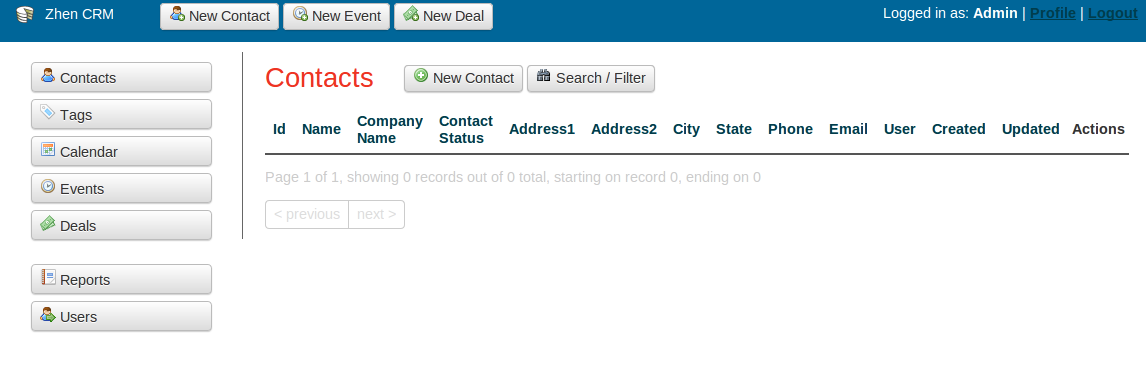 Zhen CRM
New Contact
New Event
New Deal
Logged in as: Admin | Profile | Logout
Contacts
Tags
Calendar
Events
Deals
Reports
Users
Contacts
New Contact
Search / Filter
Id Name Company Name Contact Status Address1 Address2 City State Phone Email User Created Updated Actions
Page 1 of 1, showing 0 records out of 0 total, starting on record 0, ending on 0
< previous next >